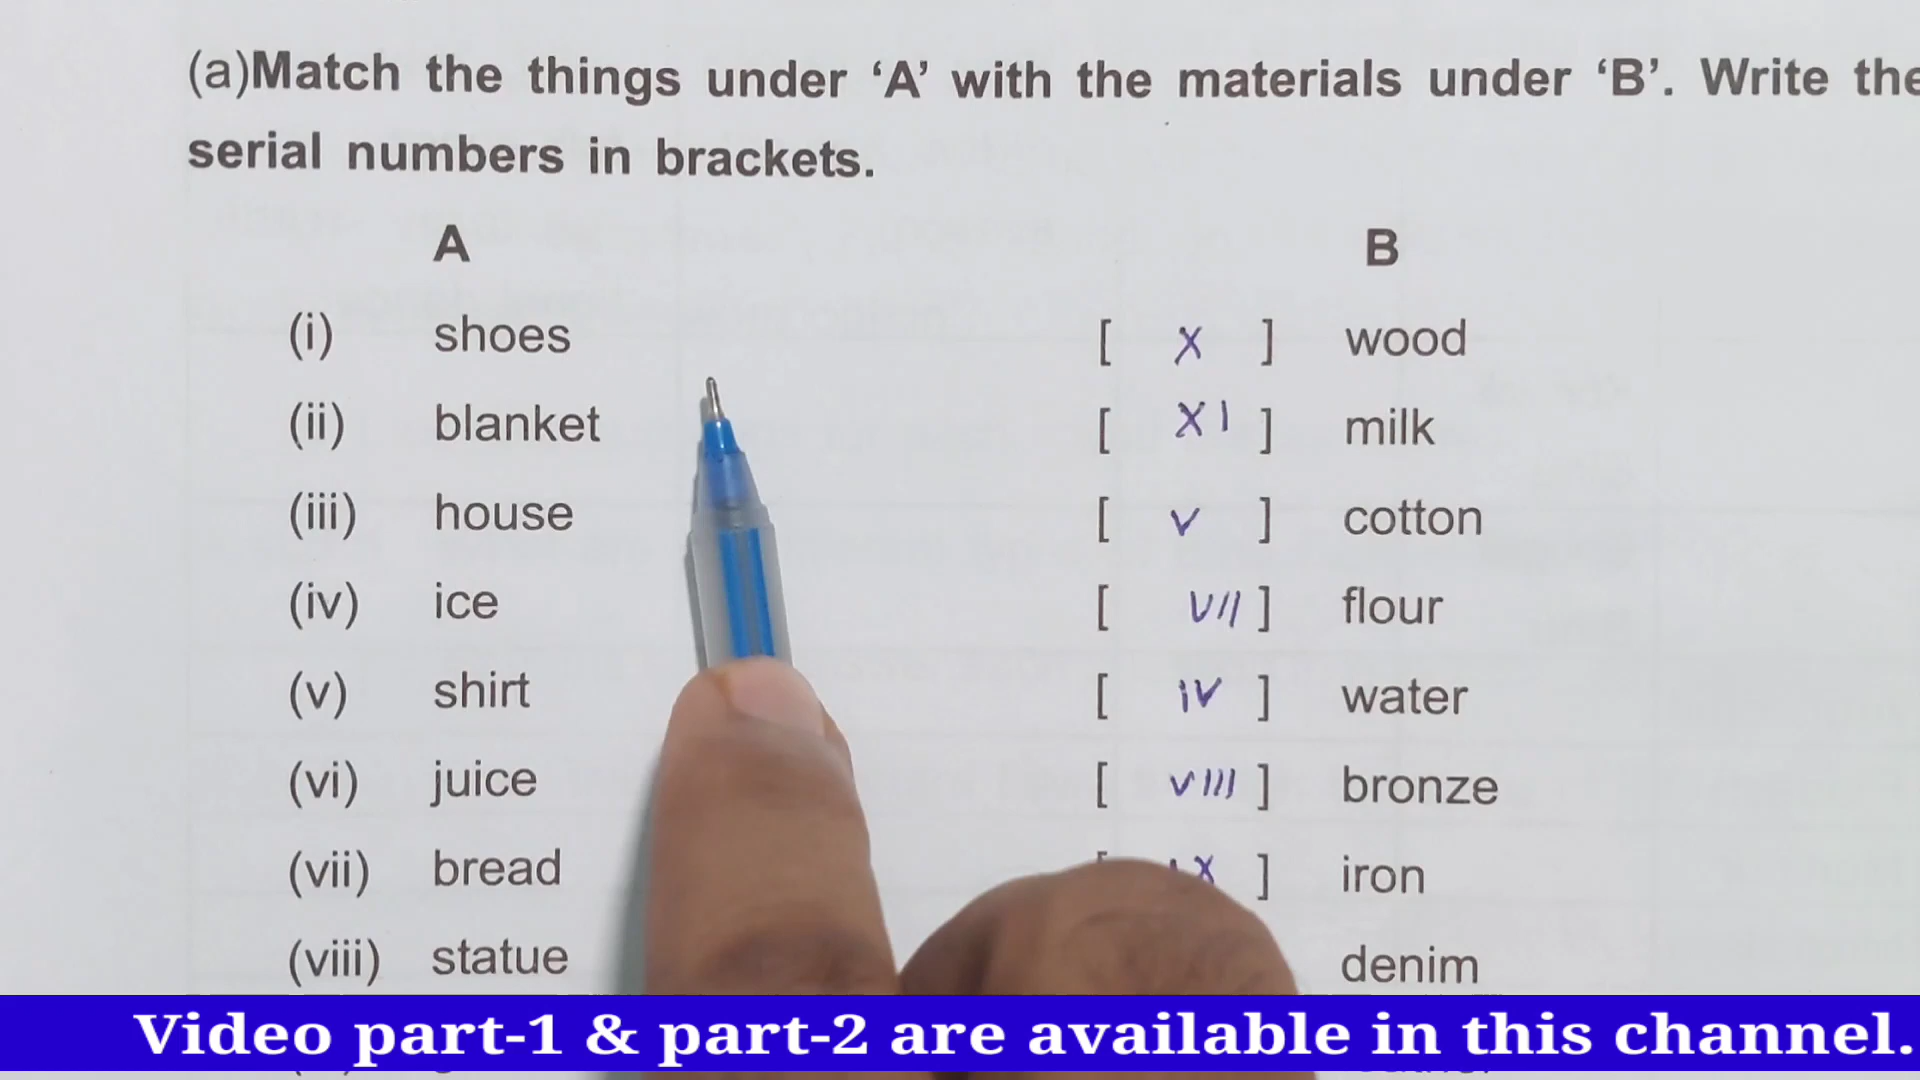 (a)Match the things under ‘A’ with the materials under ‘B’. Write the
serial numbers in brackets.
A B
(i) shoes [ X ] wood
(ii) blanket [ XI ] milk
(iii) house [ V ] cotton
(iv) ice [ VII ] flour
(v) shirt [ iV ] water
(vi) juice [ VIII ] bronze
(vii) bread [ iX ] iron
(viii) statue denim
Video part-1 & part-2 are available in this channel.